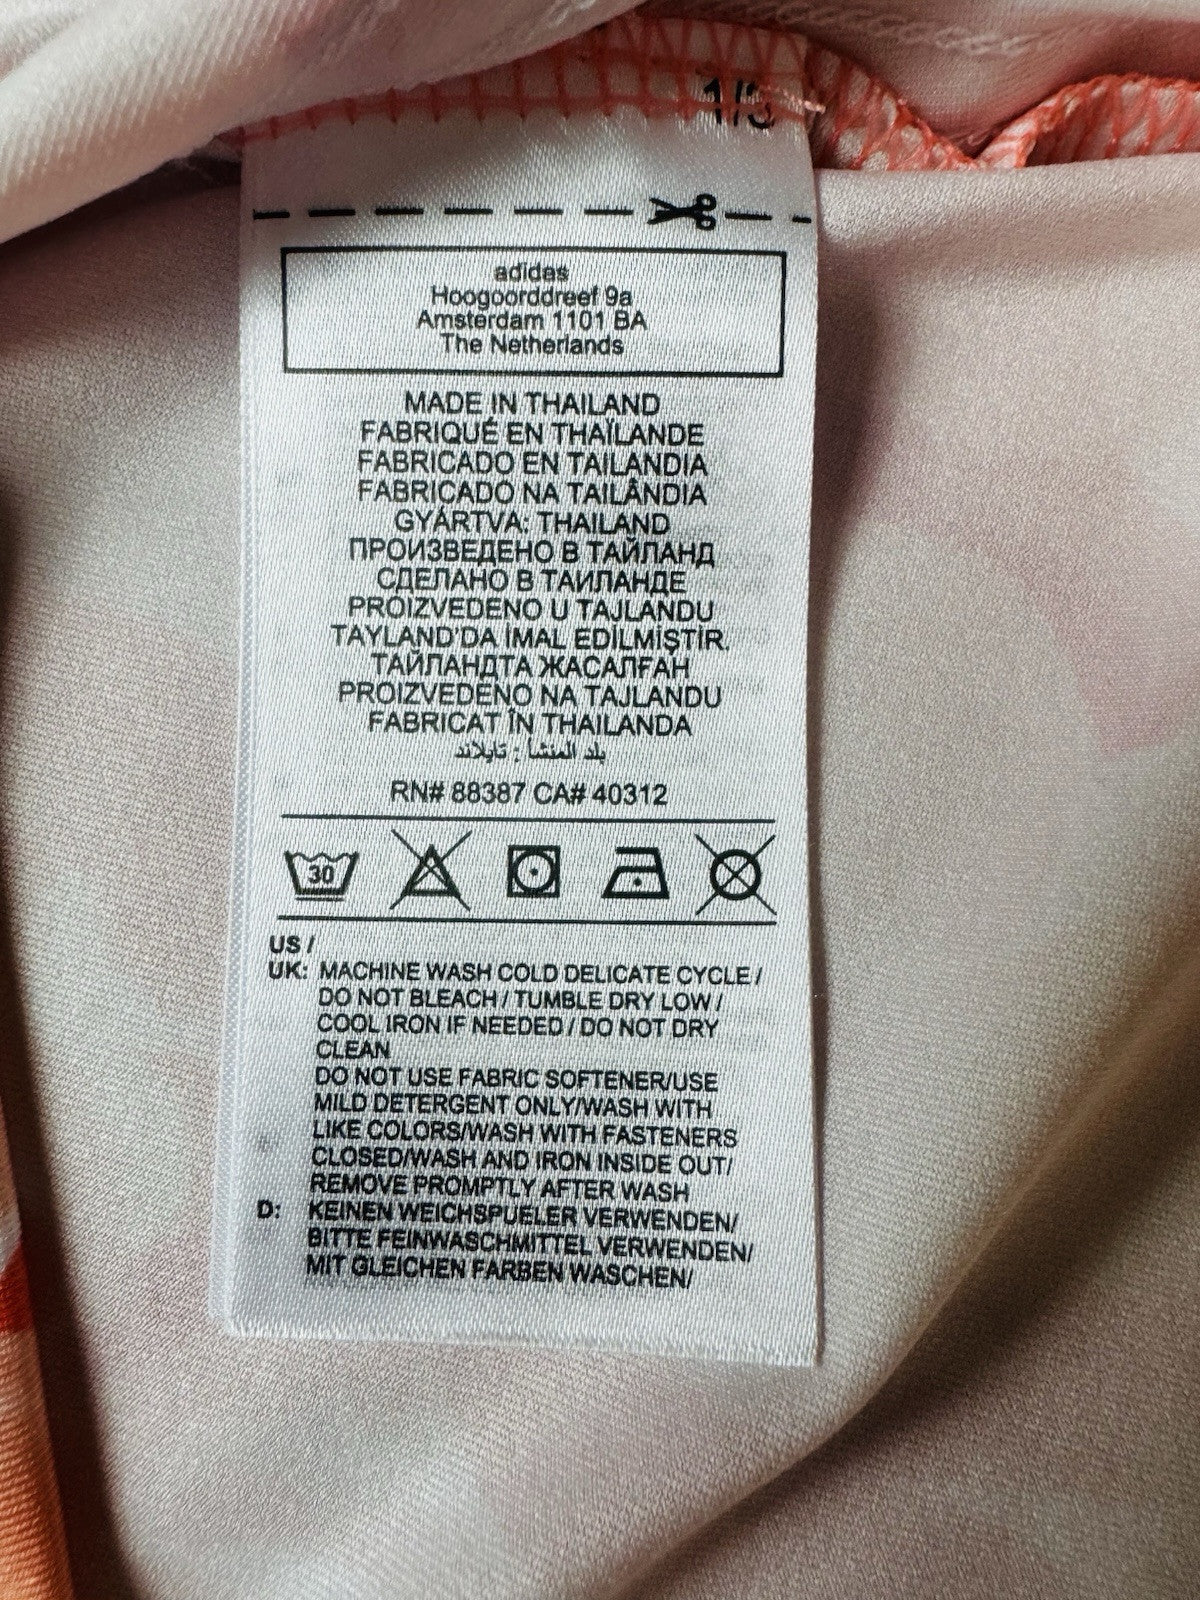 1/3
adidas
Hoogoorddreef 9a
Amsterdam 1101 BA
The Netherlands
MADE IN THAILAND
FABRIQUÉ EN THAÏLANDE
FABRICADO EN TAILANDIA
FABRICADO NA TAILÂNDIA
GYÁRTVA: THAILAND
ПРОИЗВЕДЕНО В ТАЙЛАНД
СДЕЛАНО В ТАИЛАНДЕ
PROIZVEDENO U TAJLANDU
TAYLAND'DA İMAL EDİLMİŞTİR.
ТАЙЛАНДТА ЖАСАЛҒАН
PROIZVEDENO NA TAJLANDU
FABRICAT ÎN THAILANDA
بلد المنشأ : تايلاند
RN# 88387 CA# 40312
30
US /
UK: MACHINE WASH COLD DELICATE CYCLE /
DO NOT BLEACH / TUMBLE DRY LOW /
COOL IRON IF NEEDED / DO NOT DRY
CLEAN
DO NOT USE FABRIC SOFTENER/USE
MILD DETERGENT ONLY/WASH WITH
LIKE COLORS/WASH WITH FASTENERS
CLOSED/WASH AND IRON INSIDE OUT/
REMOVE PROMPTLY AFTER WASH
D: KEINEN WEICHSPUELER VERWENDEN/
BITTE FEINWASCHMITTEL VERWENDEN/
MIT GLEICHEN FARBEN WASCHEN/